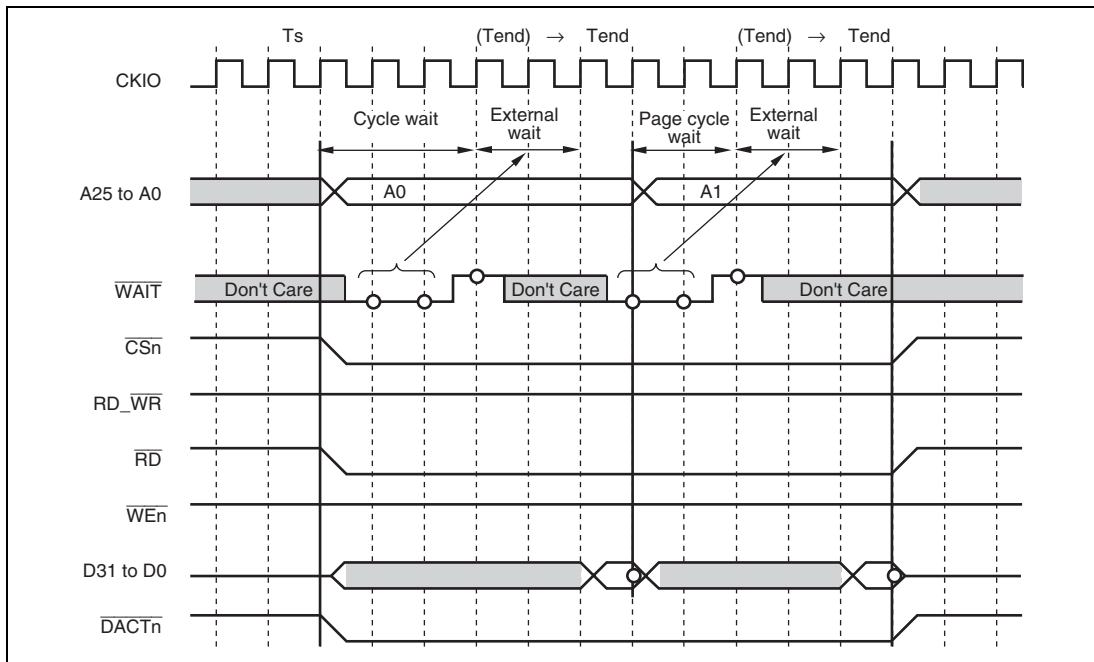 Ts (Tend) → Tend (Tend) → Tend
CKIO
Cycle wait External wait Page cycle wait External wait
A25 to A0 A0 A1
WAIT Don't Care Don't Care Don't Care
CSn
RD_WR
RD
WEn
D31 to D0
DACTn